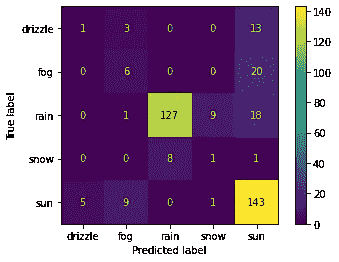 drizzle 1 3 0 0 13
fog 0 6 0 0 20
rain 0 1 127 9 18
snow 0 0 8 1 1
sun 5 9 0 1 143
drizzle fog rain snow sun
Predicted label
True label
140
120
100
80
60
40
20
0